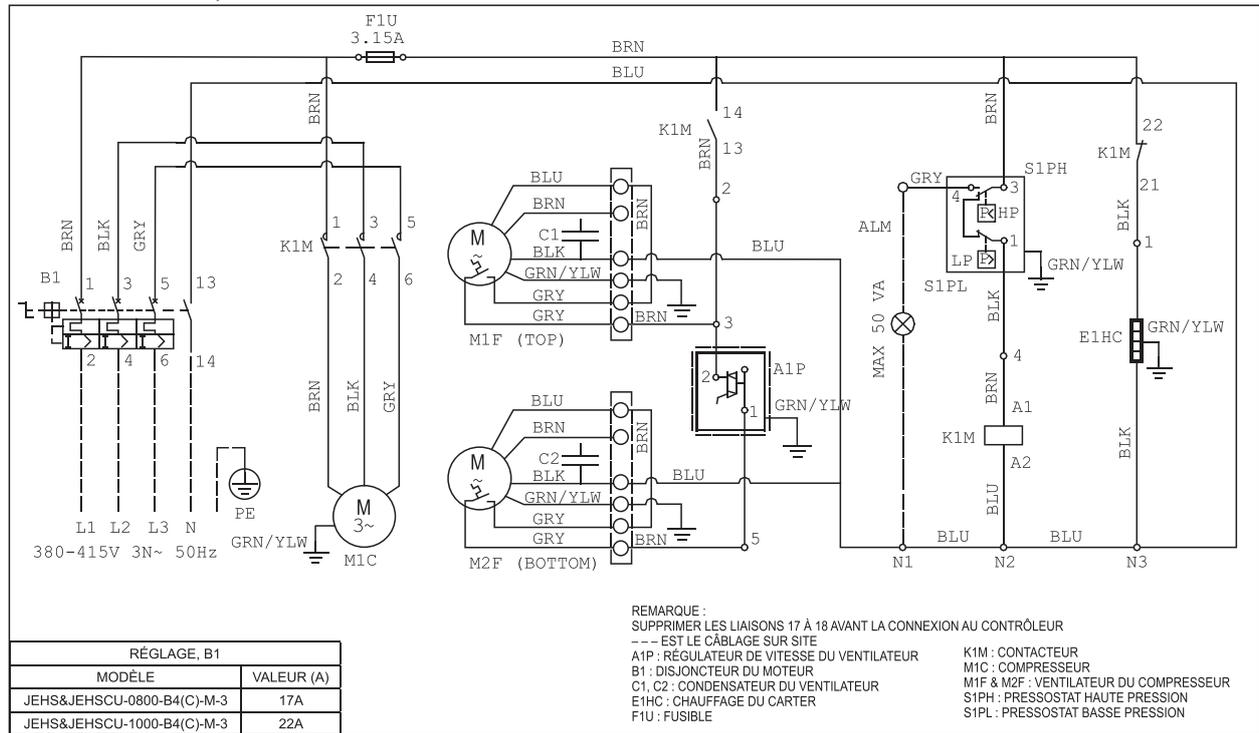 F1U
3.15A
BRN
BLU
BRN
14
BRN
22
K1M
K1M
13
BRN
S1PH
21
GRY
4
3
BLU
2
P< HP
BRN
BRN
1
3
5
ALM
BLK
BRN
BLK
GRY
M
C1
BLU
1
1
K1M
BLK
LP P>
GRN/YLW
B1
1
3
5
13
2
4
6
GRN/YLW
S1PL
GRY
BLK
MAX 50 VA
GRY
BRN
3
GRN/YLW
M1F (TOP)
E1HC
2
4
6
14
2
A1P
4
BRN
BLK
GRY
BRN
BLU
1
GRN/YLW
A1
BRN
BRN
K1M
BLK
M
C2
A2
BLK
BLU
GRN/YLW
BLU
M
PE
GRY
3~
L1
L2
L3
N
GRY
BRN
5
BLU
BLU
GRN/YLW
380-415V 3N~ 50Hz
M1C
M2F (BOTTOM)
N1
N2
N3
REMARQUE :
SUPPRIMER LES LIAISONS 17 À 18 AVANT LA CONNEXION AU CONTRÔLEUR
--- EST LE CÂBLAGE SUR SITE
A1P : RÉGULATEUR DE VITESSE DU VENTILATEUR
B1 : DISJONCTEUR DU MOTEUR
C1, C2 : CONDENSATEUR DU VENTILATEUR
E1HC : CHAUFFAGE DU CARTER
F1U : FUSIBLE
K1M : CONTACTEUR
M1C : COMPRESSEUR
M1F & M2F : VENTILATEUR DU COMPRESSEUR
S1PH : PRESSOSTAT HAUTE PRESSION
S1PL : PRESSOSTAT BASSE PRESSION
RÉGLAGE, B1
MODÈLE
VALEUR (A)
JEHS&JEHSCU-0800-B4(C)-M-3
17A
JEHS&JEHSCU-1000-B4(C)-M-3
22A